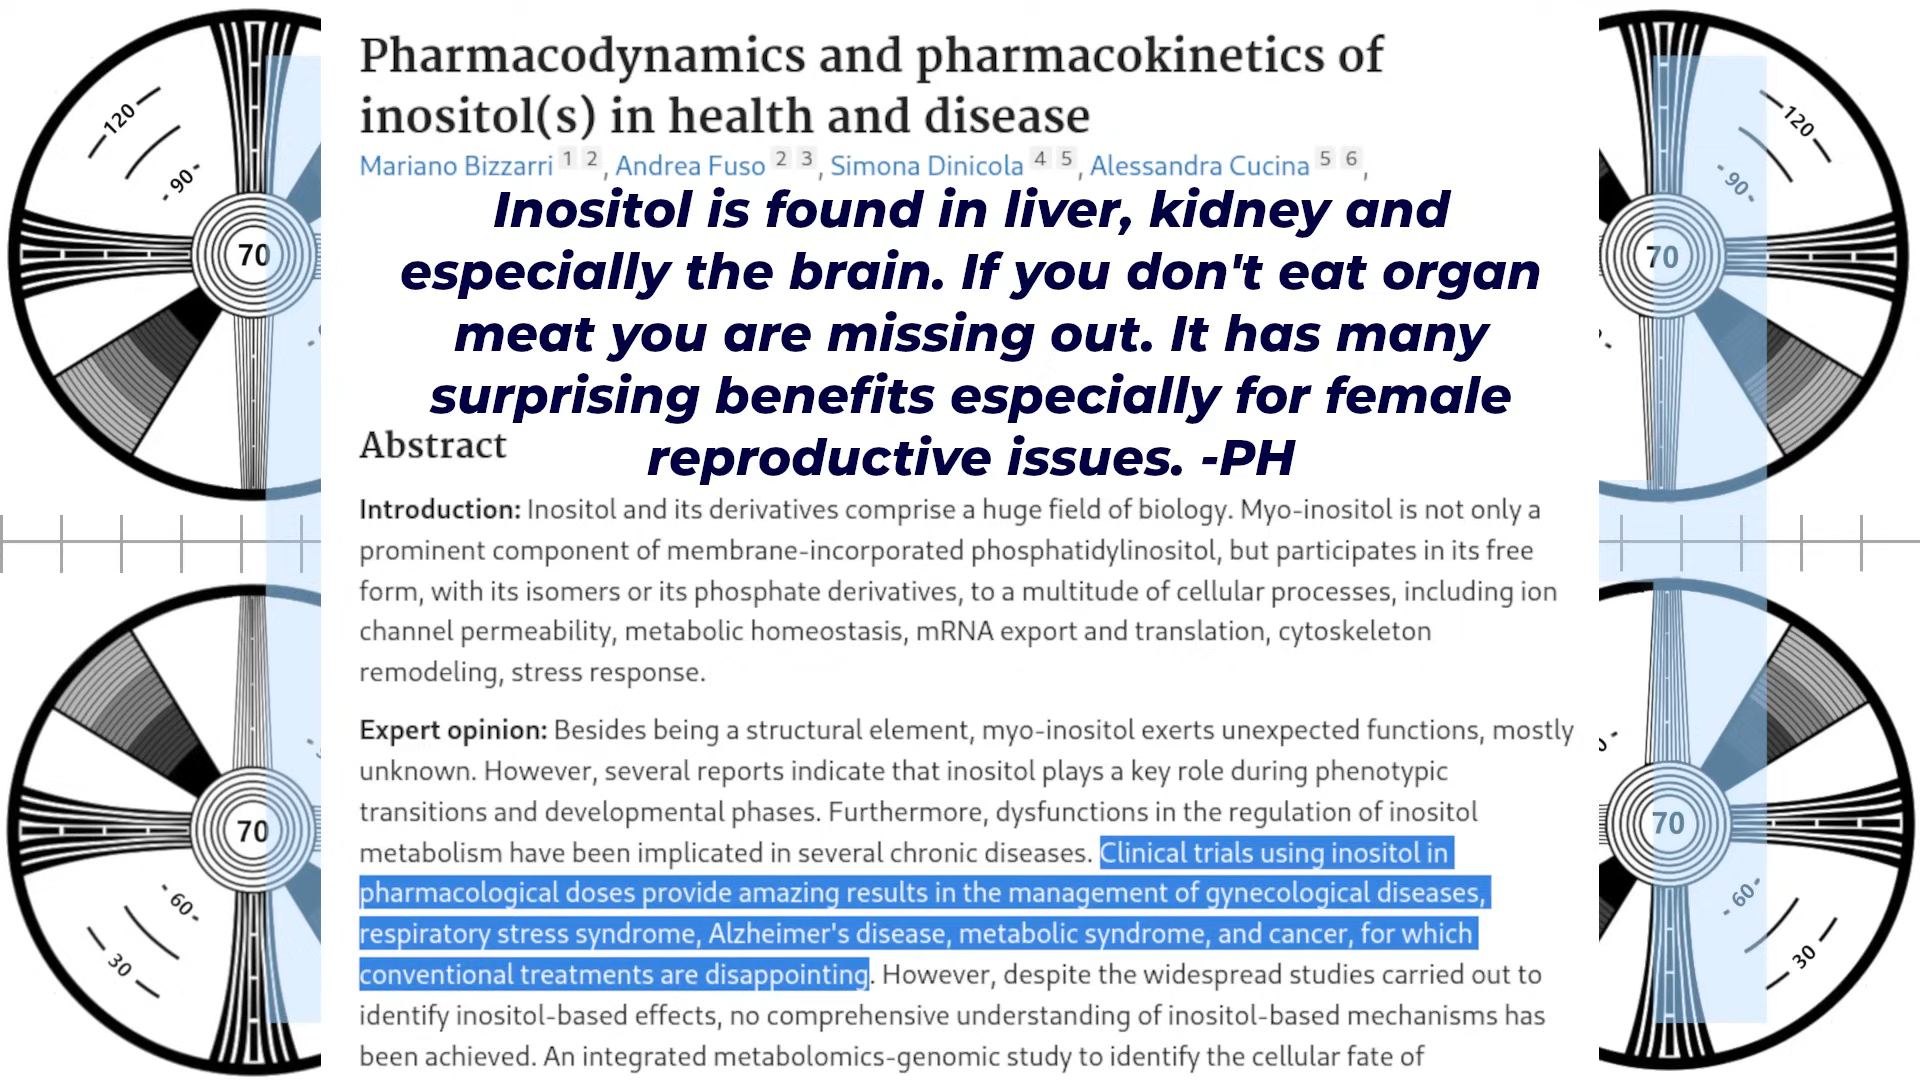 Pharmacodynamics and pharmacokinetics of
inositol(s) in health and disease
Mariano Bizzarri 1 2, Andrea Fuso 2 3, Simona Dinicola 4 5, Alessandra Cucina 5 6,
Inositol is found in liver, kidney and
especially the brain. If you don't eat organ
meat you are missing out. It has many
surprising benefits especially for female
reproductive issues. -PH
Abstract
Introduction: Inositol and its derivatives comprise a huge field of biology. Myo-inositol is not only a
prominent component of membrane-incorporated phosphatidylinositol, but participates in its free
form, with its isomers or its phosphate derivatives, to a multitude of cellular processes, including ion
channel permeability, metabolic homeostasis, mRNA export and translation, cytoskeleton
remodeling, stress response.
Expert opinion: Besides being a structural element, myo-inositol exerts unexpected functions, mostly
unknown. However, several reports indicate that inositol plays a key role during phenotypic
transitions and developmental phases. Furthermore, dysfunctions in the regulation of inositol
metabolism have been implicated in several chronic diseases. Clinical trials using inositol in
pharmacological doses provide amazing results in the management of gynecological diseases,
respiratory stress syndrome, Alzheimer's disease, metabolic syndrome, and cancer, for which
conventional treatments are disappointing. However, despite the widespread studies carried out to
identify inositol-based effects, no comprehensive understanding of inositol-based mechanisms has
been achieved. An integrated metabolomics-genomic study to identify the cellular fate of
120
-90-
70
70
-60-
30
120
-90-
70
70
-60-
30